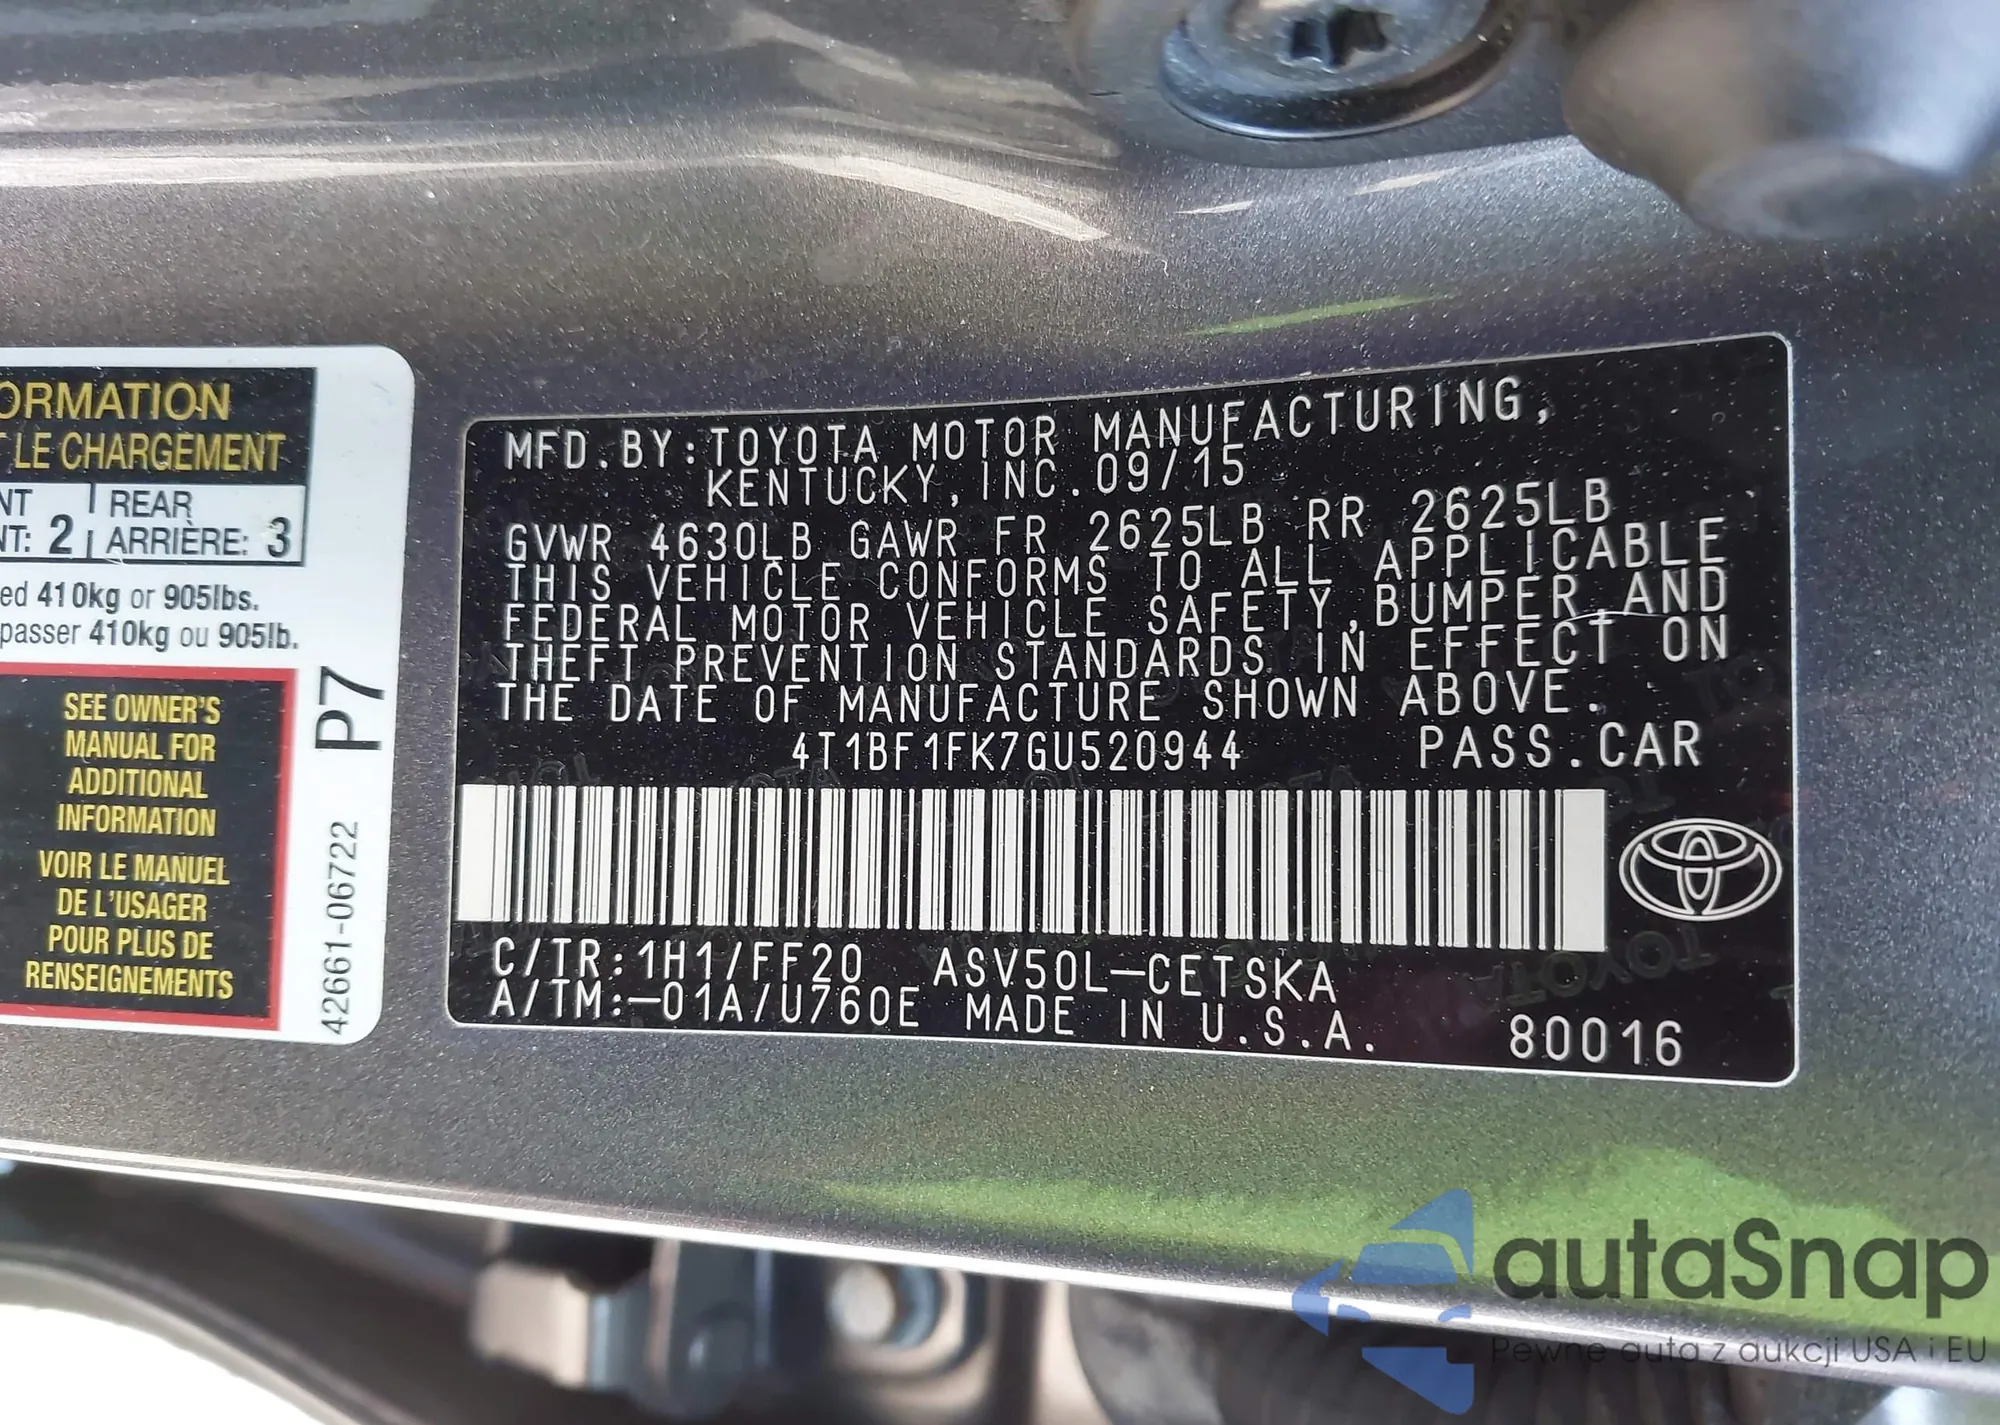 ORMATION
LE CHARGEMENT
NT | REAR
NT: 2 | ARRIÈRE: 3
ed 410kg or 905lbs.
passer 410kg ou 905lb.
SEE OWNER'S
MANUAL FOR
ADDITIONAL
INFORMATION
VOIR LE MANUEL
DE L'USAGER
POUR PLUS DE
RENSEIGNEMENTS
P7
42661-06722
MFD.BY:TOYOTA MOTOR MANUFACTURING,
KENTUCKY,INC.09/15
GVWR 4630LB GAWR FR 2625LB RR 2625LB
THIS VEHICLE CONFORMS TO ALL APPLICABLE
FEDERAL MOTOR VEHICLE SAFETY,BUMPER,AND
THEFT PREVENTION STANDARDS IN EFFECT ON
THE DATE OF MANUFACTURE SHOWN ABOVE.
4T1BF1FK7GU520944 PASS.CAR
C/TR:1H1/FF20 ASV50L-CETSKA
A/TM:-01A/U760E MADE IN U.S.A. 80016
autaSnap
Pewne auta z aukcji USA i EU